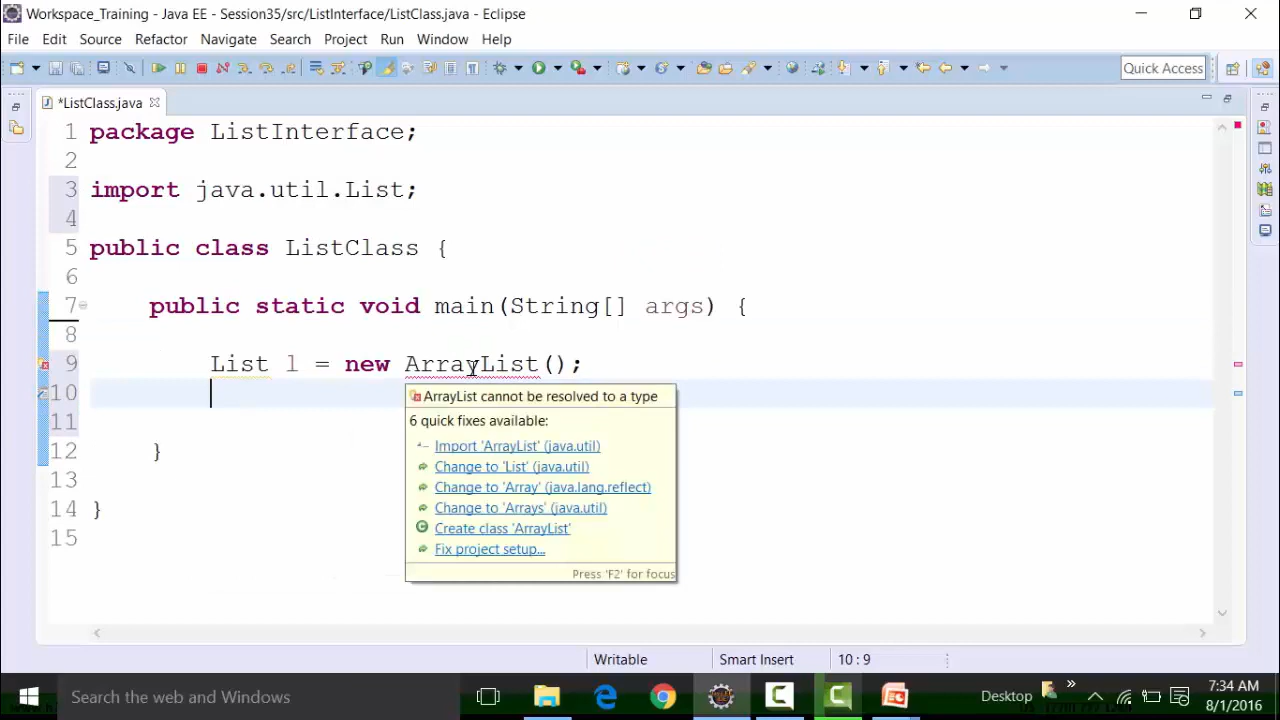 Workspace_Training - Java EE - Session35/src/ListInterface/ListClass.java - Eclipse
File Edit Source Refactor Navigate Search Project Run Window Help
Quick Access
*ListClass.java
1 package ListInterface;
2
3 import java.util.List;
4
5 public class ListClass {
6
7 public static void main(String[] args) {
8
9 List l = new ArrayList();
10
11
12 }
13
14 }
15
ArrayList cannot be resolved to a type
6 quick fixes available:
Import 'ArrayList' (java.util)
Change to 'List' (java.util)
Change to 'Array' (java.lang.reflect)
Change to 'Arrays' (java.util)
Create class 'ArrayList'
Fix project setup...
Press 'F2' for focus
Writable Smart Insert 10 : 9
Search the web and Windows
Desktop
7:34 AM
8/1/2016